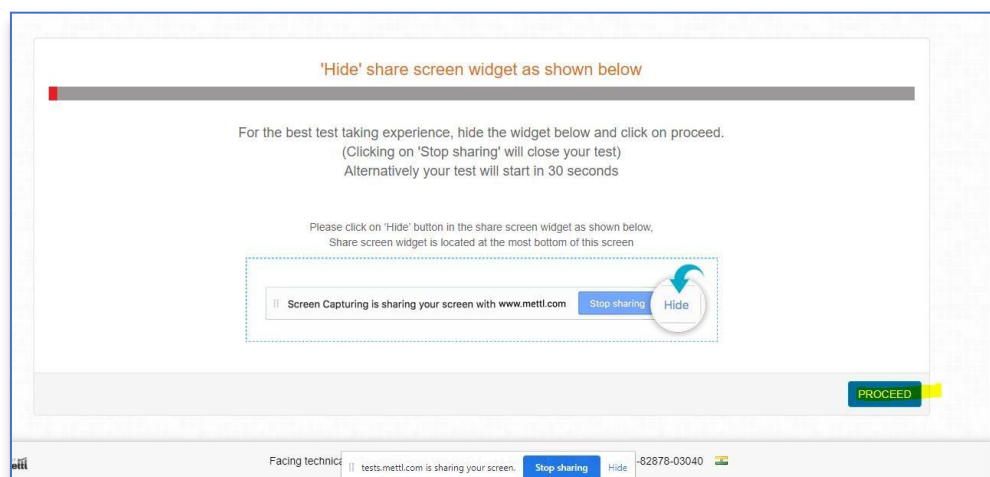 'Hide' share screen widget as shown below
For the best test taking experience, hide the widget below and click on proceed.
(Clicking on 'Stop sharing' will close your test)
Alternatively your test will start in 30 seconds
Please click on 'Hide' button in the share screen widget as shown below,
Share screen widget is located at the most bottom of this screen
Screen Capturing is sharing your screen with www.mettl.com Stop sharing Hide
PROCEED
Facing -82878-03040
tests.mettl.com is sharing your screen. Stop sharing Hide